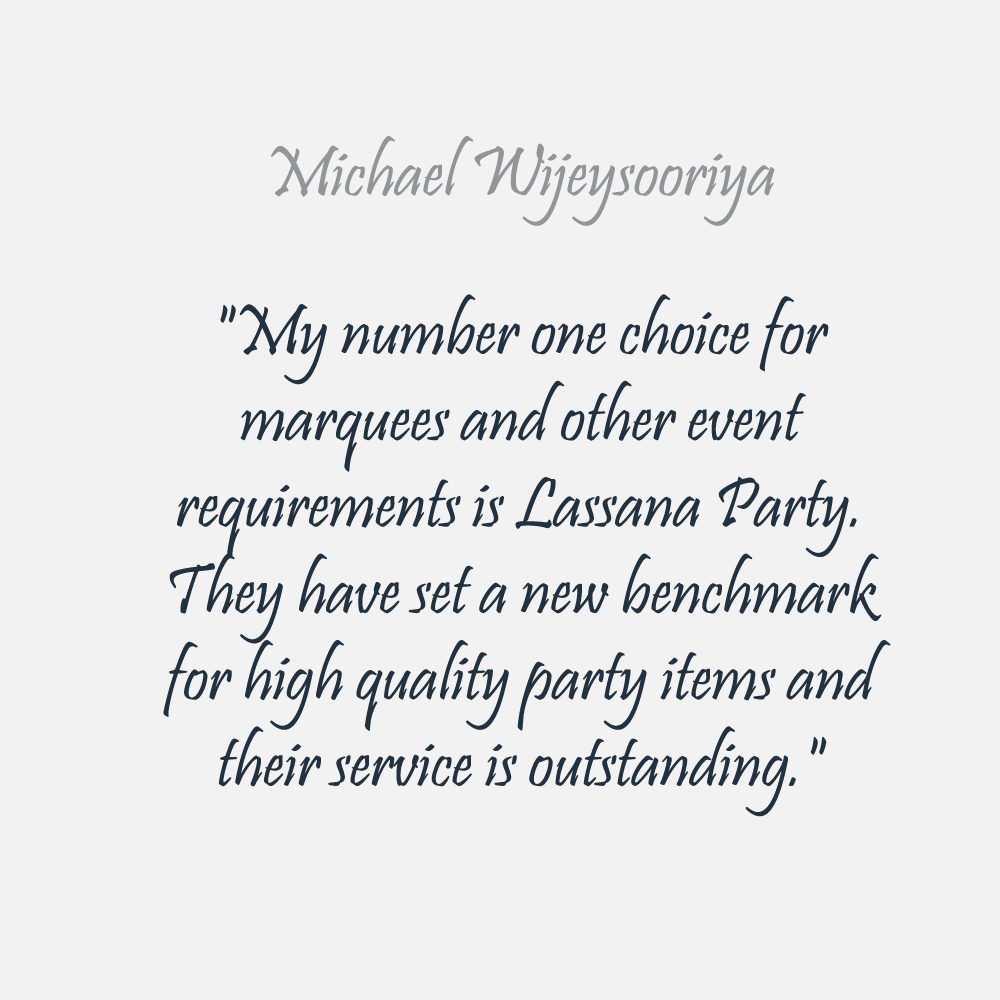 Michael Wijeysooriya
"My number one choice for
marquees and other event
requirements is Lassana Party.
They have set a new benchmark
for high quality party items and
their service is outstanding."